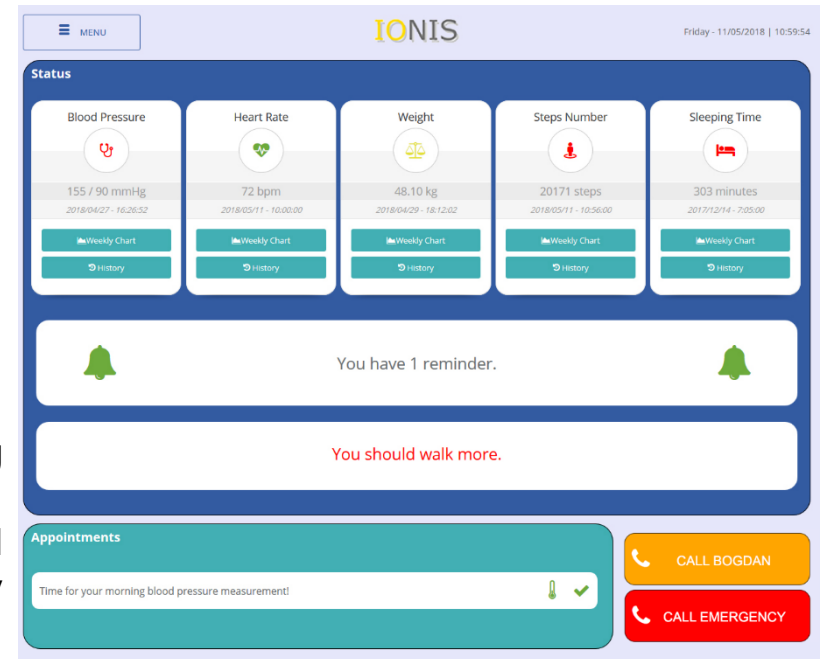 MENU
IONIS
Friday - 11/05/2018 | 10:59:54
Status
Blood Pressure
155 / 90 mmHg
2018/04/27 - 16:26:52
Weekly Chart
History
Heart Rate
72 bpm
2018/05/11 - 10:00:00
Weekly Chart
History
Weight
48.10 kg
2018/04/29 - 18:12:02
Weekly Chart
History
Steps Number
20171 steps
2018/05/11 - 10:56:00
Weekly Chart
History
Sleeping Time
303 minutes
2017/12/14 - 7:05:00
Weekly Chart
History
You have 1 reminder.
You should walk more.
Appointments
Time for your morning blood pressure measurement!
CALL BOGDAN
CALL EMERGENCY